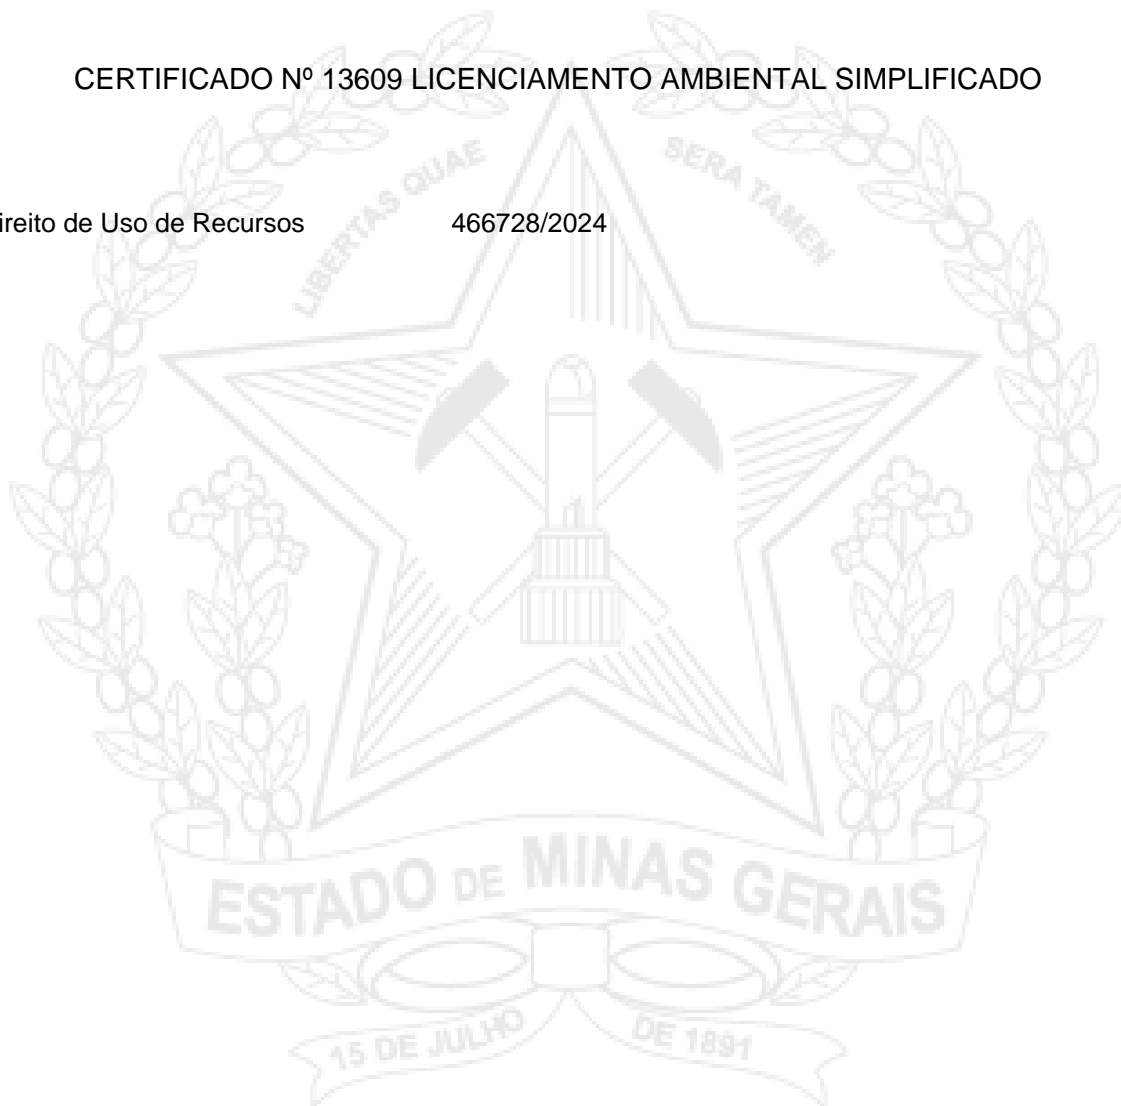 CERTIFICADO Nº 13609 LICENCIAMENTO AMBIENTAL SIMPLIFICADO
LIBERTAS QUAE SERA TAMEN
ireito de Uso de Recursos 466728/2024
ESTADO DE MINAS GERAIS
15 DE JULHO DE 1891